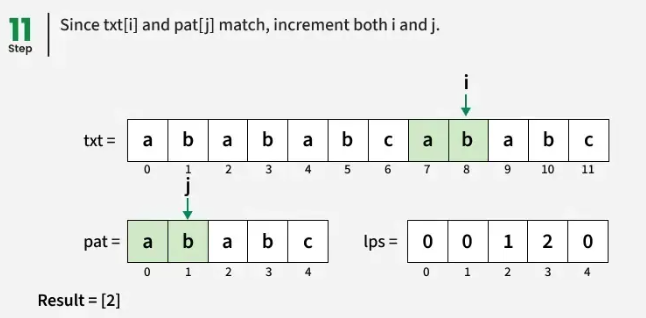 11
Step
Since txt[i] and pat[j] match, increment both i and j.
i
txt = a b a b a b c a b a b c
0 1 2 3 4 5 6 7 8 9 10 11
j
pat = a b a b c lps = 0 0 1 2 0
0 1 2 3 4 0 1 2 3 4
Result = [2]